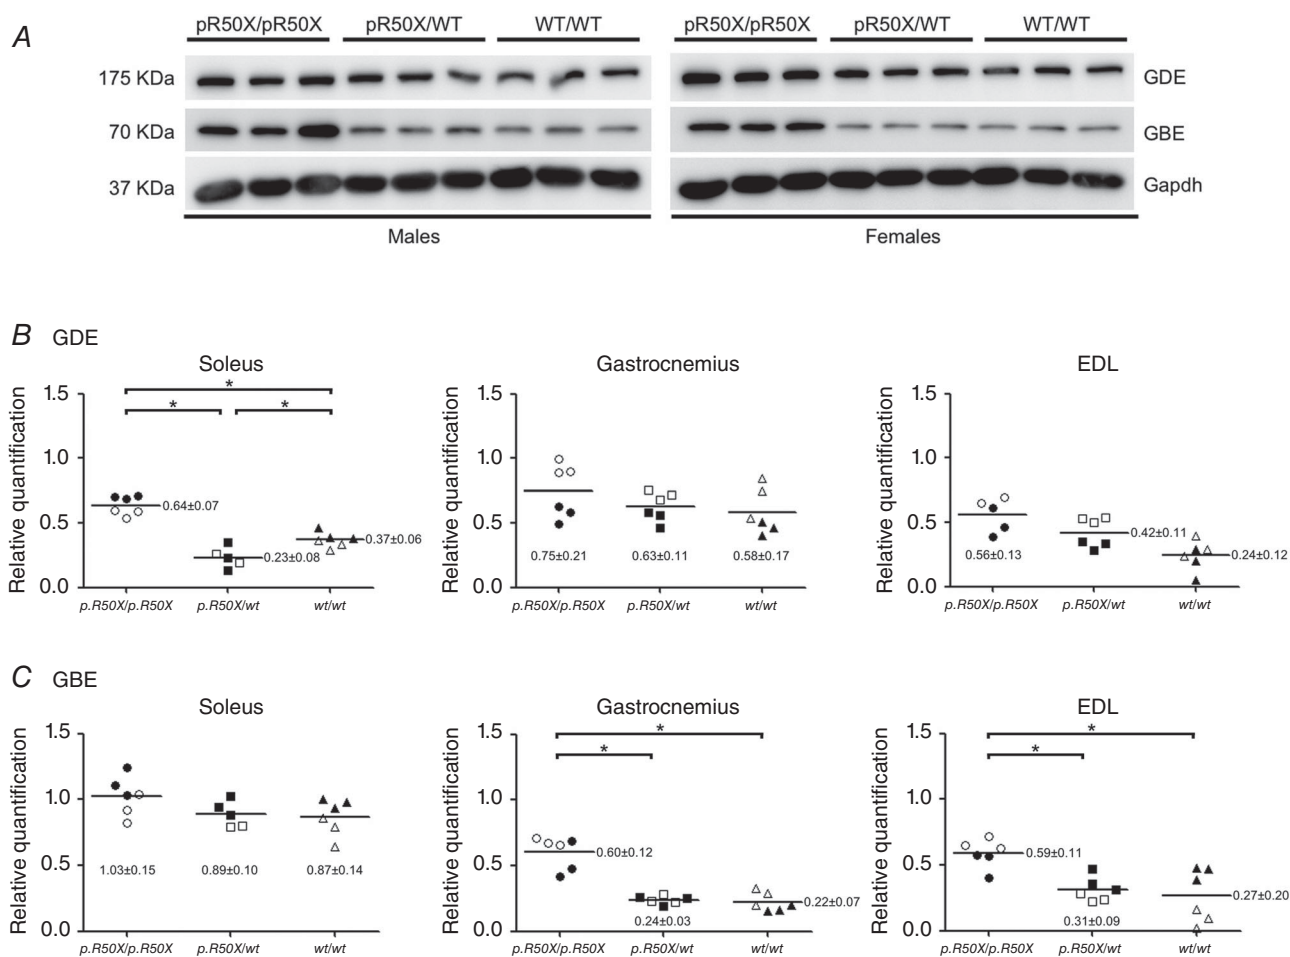 A
pR50X/pR50X pR50X/WT WT/WT pR50X/pR50X pR50X/WT WT/WT
175 KDa GDE
70 KDa GBE
37 KDa Gapdh
Males Females
B GDE
Soleus Gastrocnemius EDL
Relative quantification
1.5
1.0
0.5
0.0
* * *
0.64±0.07 0.23±0.08 0.37±0.06
p.R50X/p.R50X p.R50X/wt wt/wt
Relative quantification
1.5
1.0
0.5
0.0
0.75±0.21 0.63±0.11 0.58±0.17
p.R50X/p.R50X p.R50X/wt wt/wt
Relative quantification
1.5
1.0
0.5
0.0
0.56±0.13 0.42±0.11 0.24±0.12
p.R50X/p.R50X p.R50X/wt wt/wt
C GBE
Soleus Gastrocnemius EDL
Relative quantification
1.5
1.0
0.5
0.0
1.03±0.15 0.89±0.10 0.87±0.14
p.R50X/p.R50X p.R50X/wt wt/wt
Relative quantification
1.5
1.0
0.5
0.0
* *
0.60±0.12 0.24±0.03 0.22±0.07
p.R50X/p.R50X p.R50X/wt wt/wt
Relative quantification
1.5
1.0
0.5
0.0
* *
0.59±0.11 0.31±0.09 0.27±0.20
p.R50X/p.R50X p.R50X/wt wt/wt